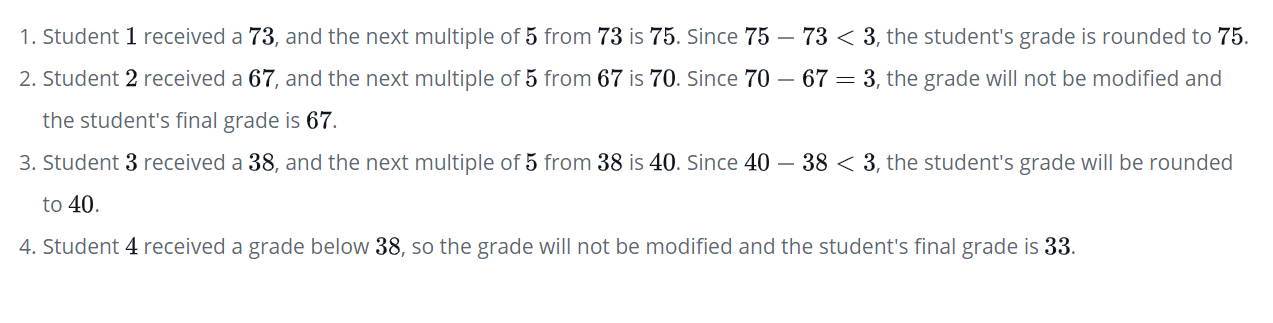 1. Student 1 received a 73, and the next multiple of 5 from 73 is 75. Since 75 − 73 < 3, the student's grade is rounded to 75.
2. Student 2 received a 67, and the next multiple of 5 from 67 is 70. Since 70 − 67 = 3, the grade will not be modified and
the student's final grade is 67.
3. Student 3 received a 38, and the next multiple of 5 from 38 is 40. Since 40 − 38 < 3, the student's grade will be rounded
to 40.
4. Student 4 received a grade below 38, so the grade will not be modified and the student's final grade is 33.